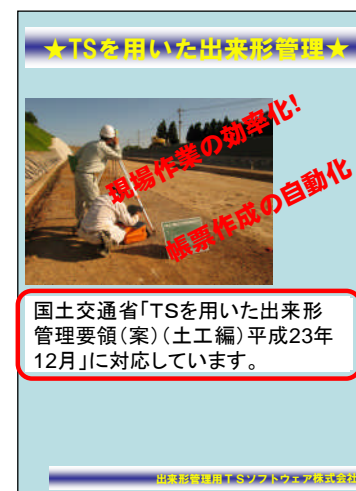 ★TSを用いた出来形管理★
現場作業の効率化!
帳票作成の自動化
国土交通省「TSを用いた出来形
管理要領(案)(土工編)平成23年
12月」に対応しています。
出来形管理用TSソフトウェア株式会社